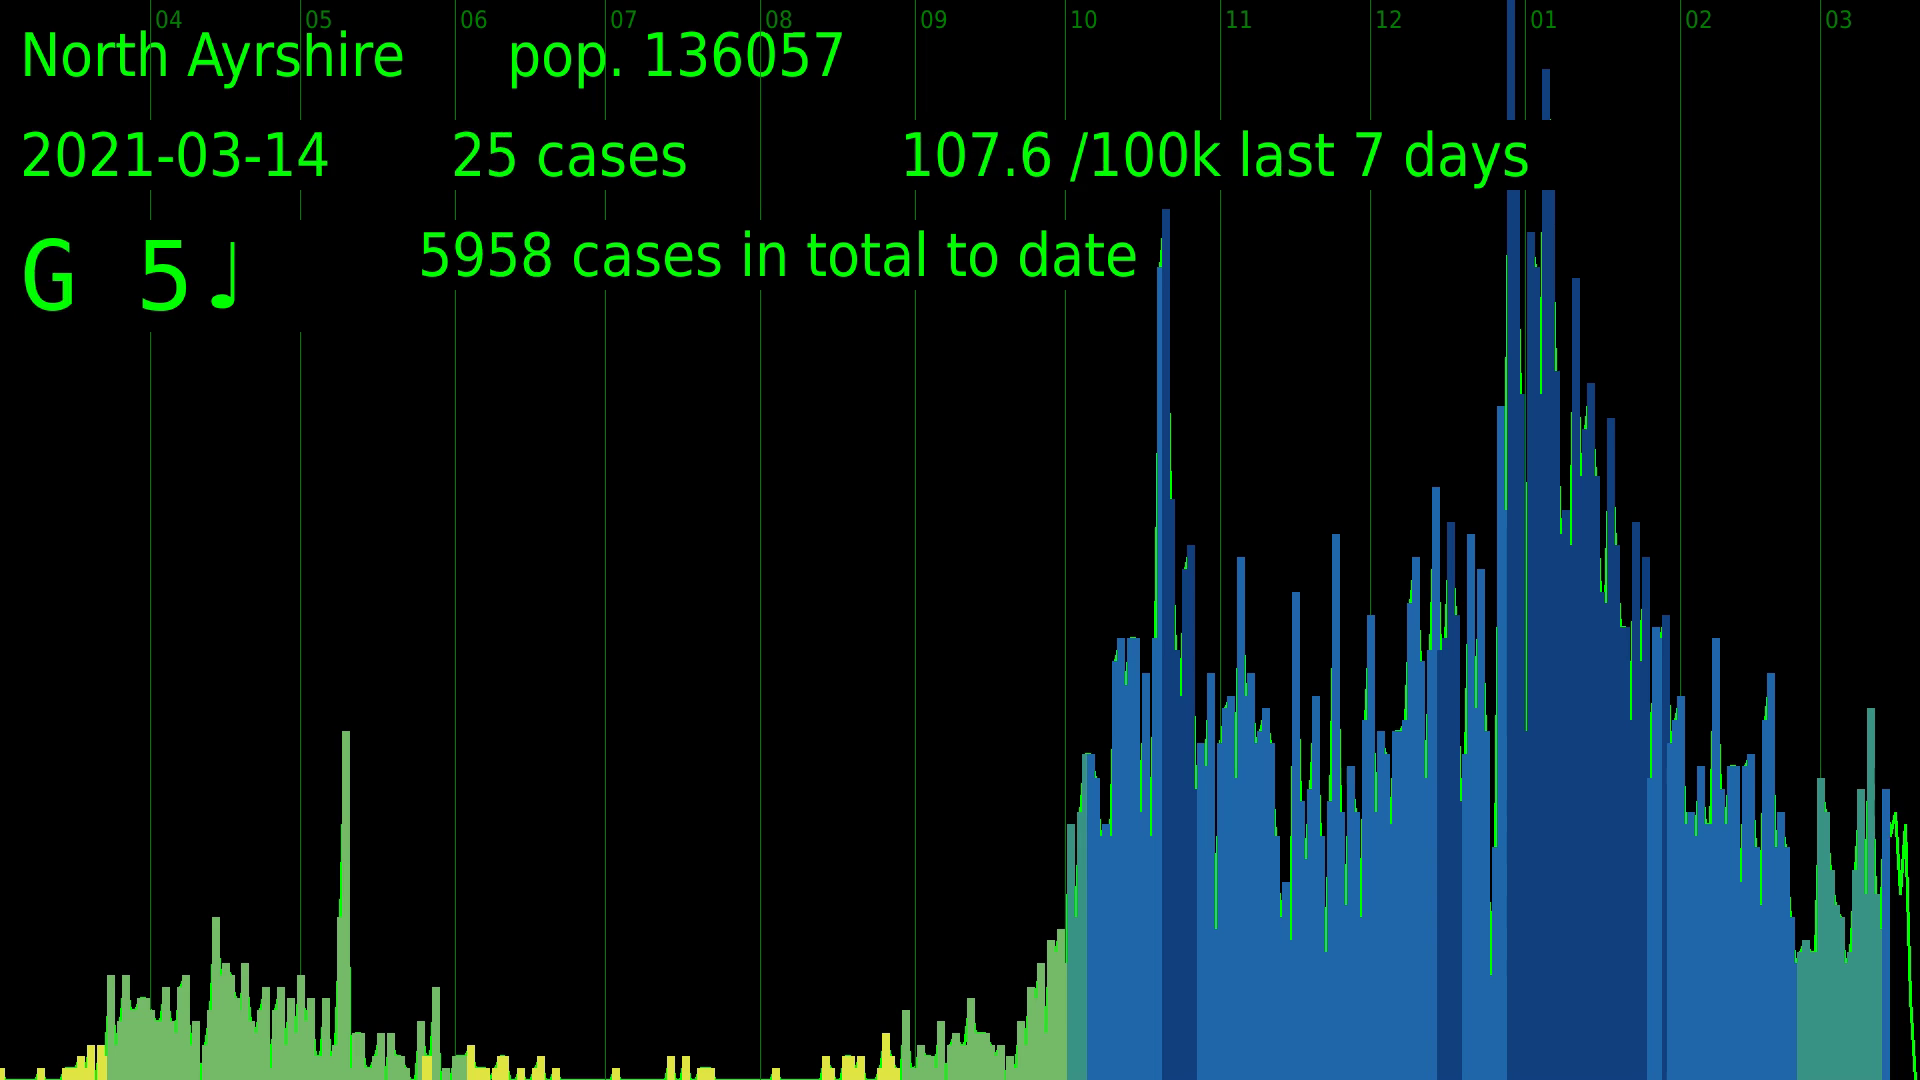 04 05 06 07 08 09 10 11 12 01 02 03
North Ayrshire pop. 136057
2021-03-14 25 cases 107.6 /100k last 7 days
G 5♩ 5958 cases in total to date